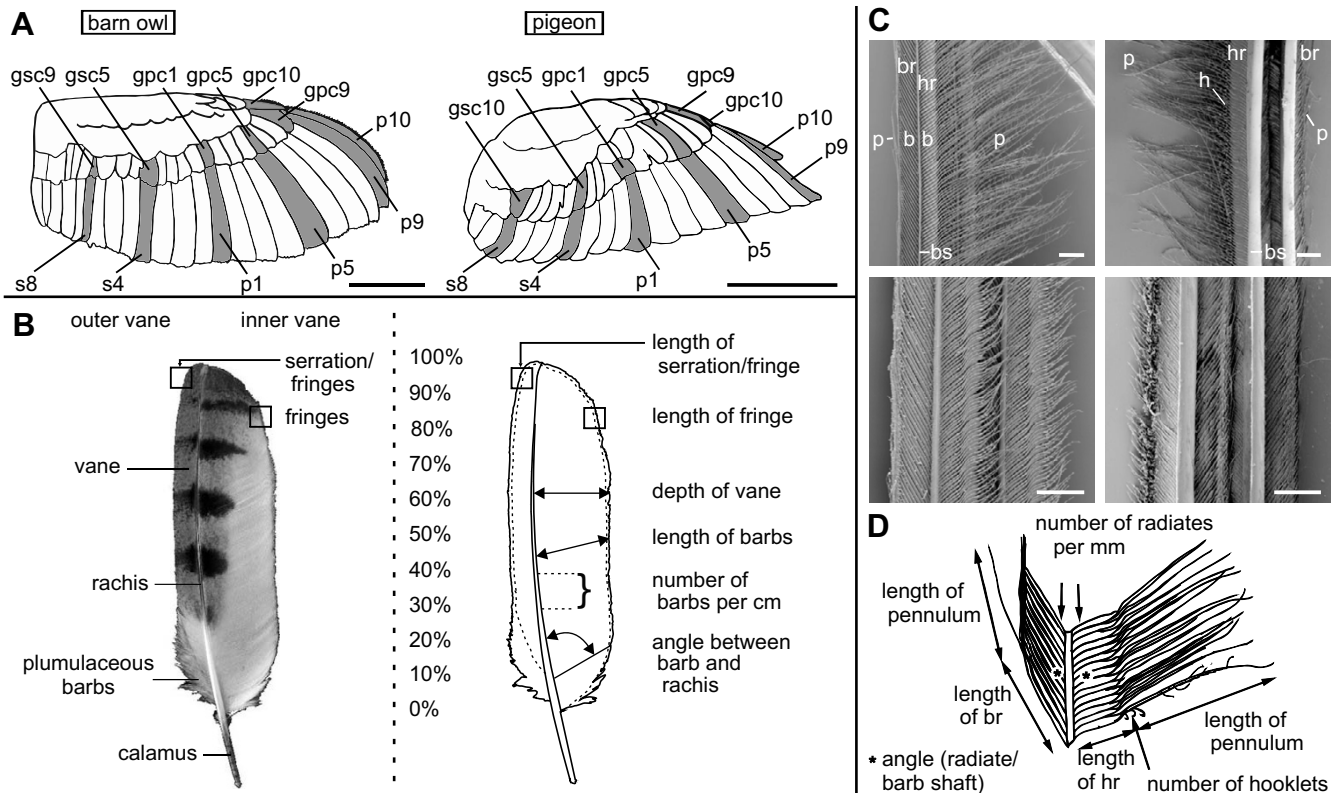 A
barn owl
pigeon
gsc9 gsc5 gpc1 gpc5 gpc10
gpc9
p10
p9
p5
p1
s4
s8
gsc10
gsc5
gpc1
gpc5
gpc9
gpc10
p10
p9
p5
p1
s4
s8
B
outer vane
inner vane
serration/
fringes
fringes
vane
rachis
plumulaceous
barbs
calamus
100%
90%
80%
70%
60%
50%
40%
30%
20%
10%
0%
length of
serration/fringe
length of fringe
depth of vane
length of barbs
number of
barbs per cm
}
angle between
barb and
rachis
C
br
hr
p
b
b
p
bs
p
h
hr
br
p
bs
D
number of radiates
per mm
length of
pennulum
length
of br
* *
* angle (radiate/
barb shaft)
length
of hr
length of
pennulum
number of hooklets